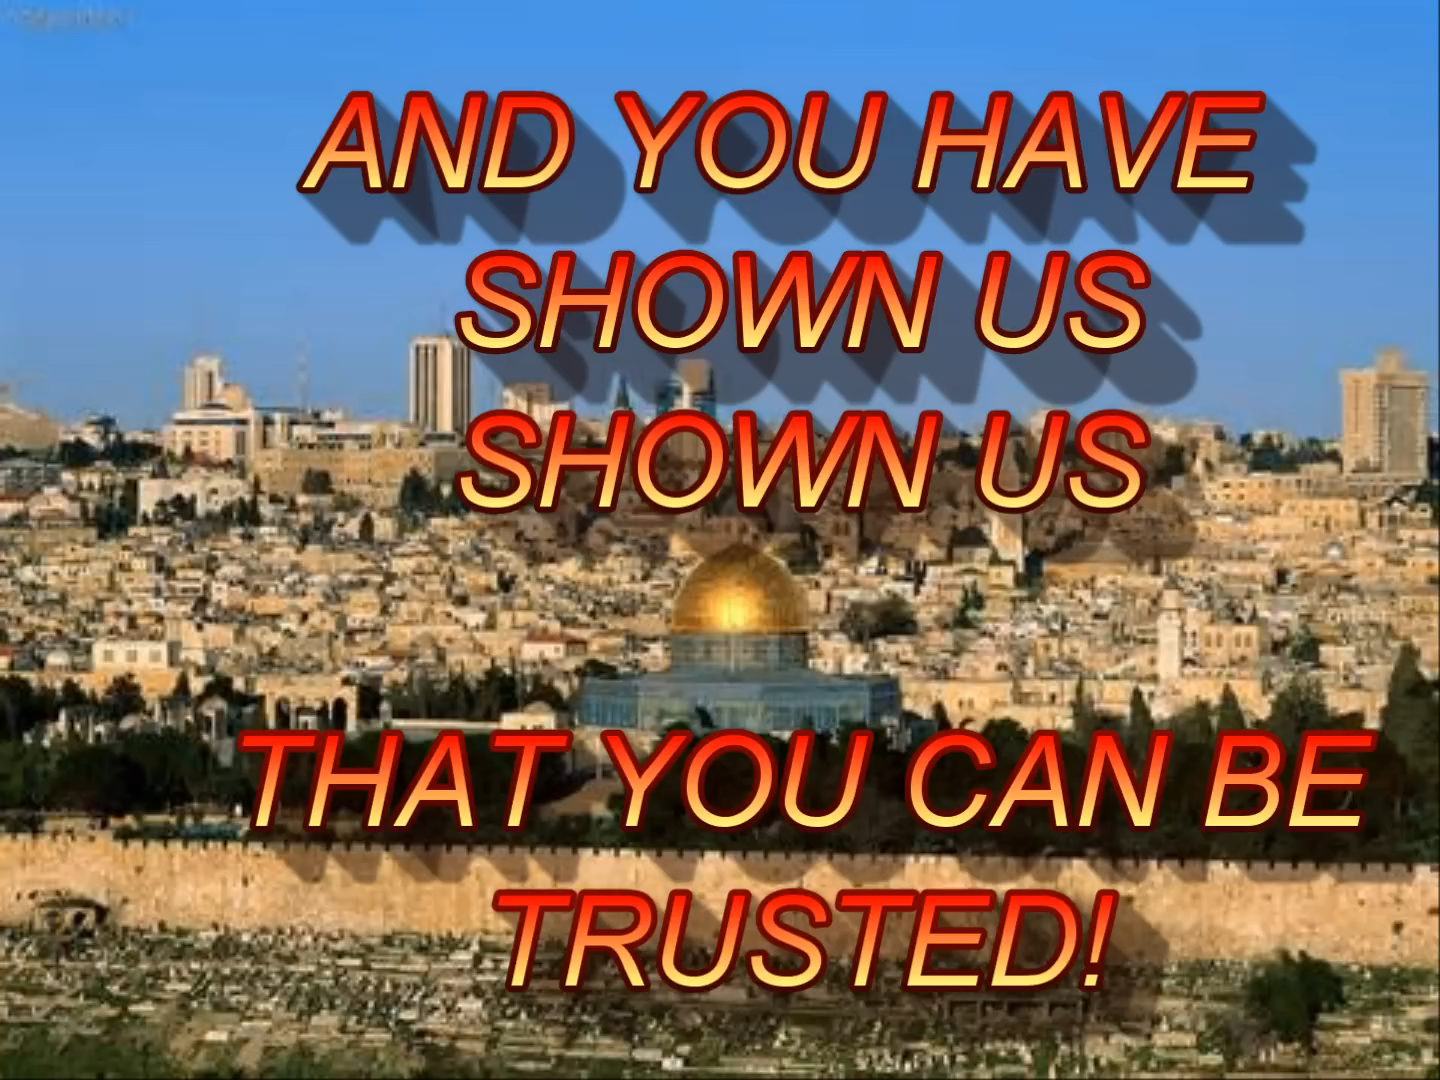 AND YOU HAVE
SHOWN US
SHOWN US
THAT YOU CAN BE
TRUSTED!